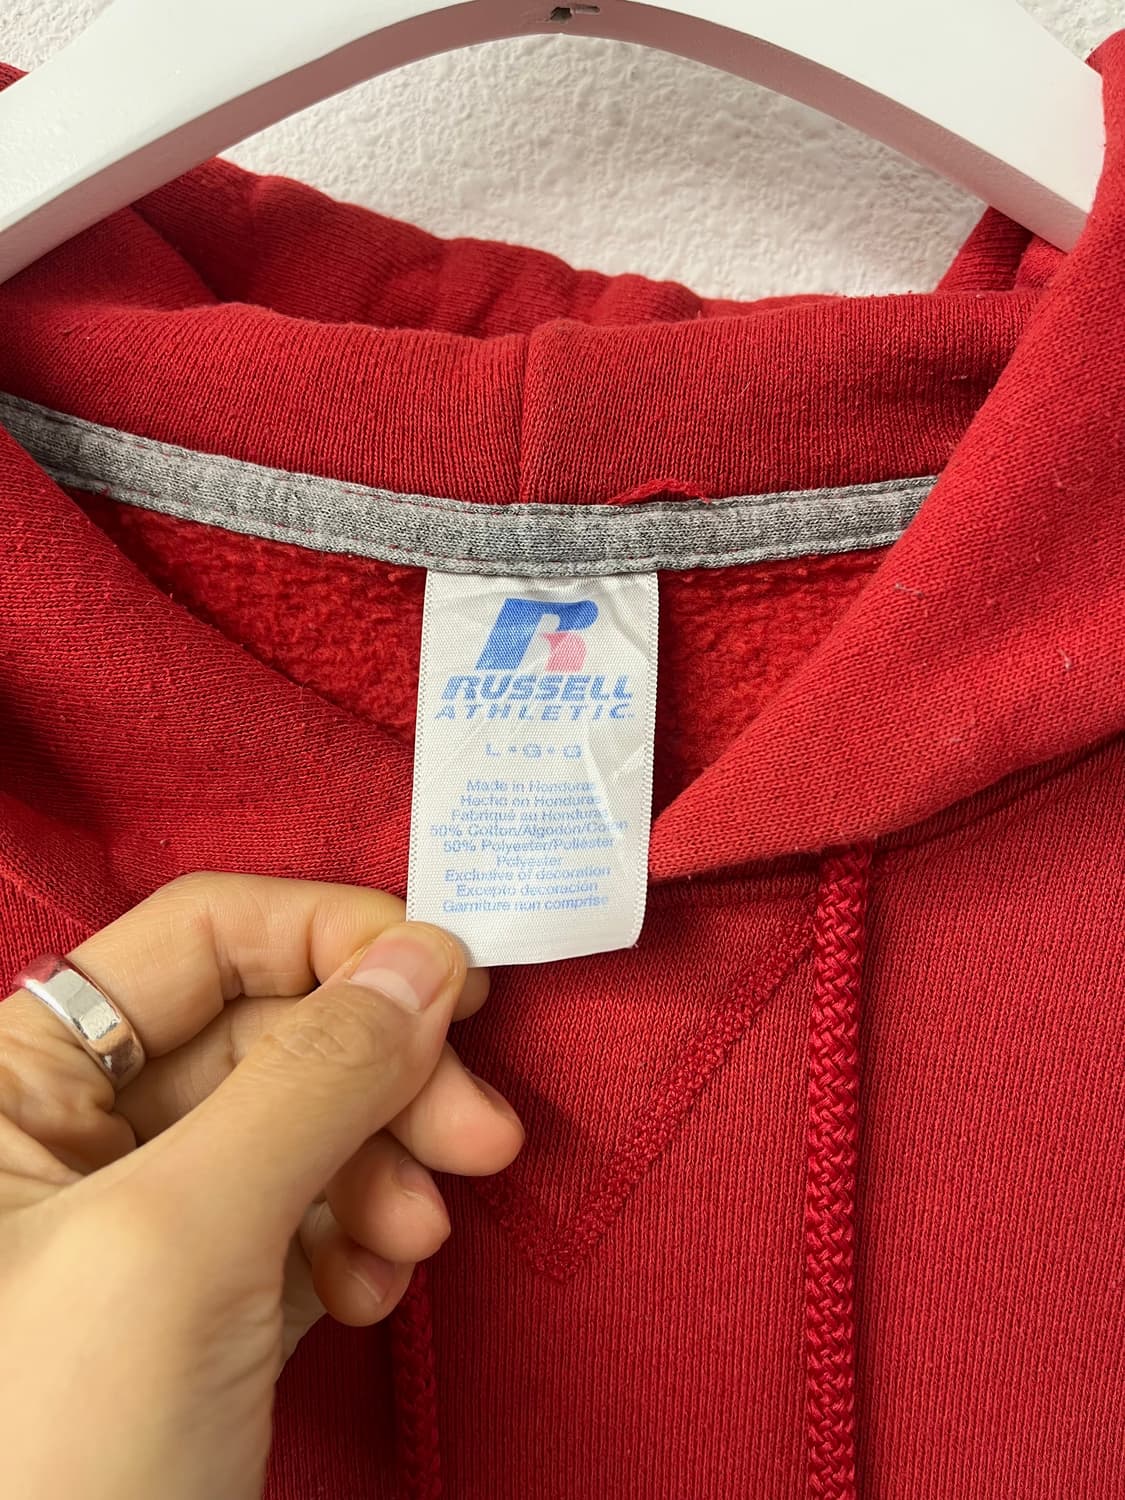 R
RUSSELL
ATHLETIC.
L • G • G
Made in Honduras
Hecho en Honduras
Fabriqué au Honduras
50% Cotton/Algodón/Coton
50% Polyester/Poliéster
Polyester
Exclusive of decoration
Excepto decoración
Garniture non comprise